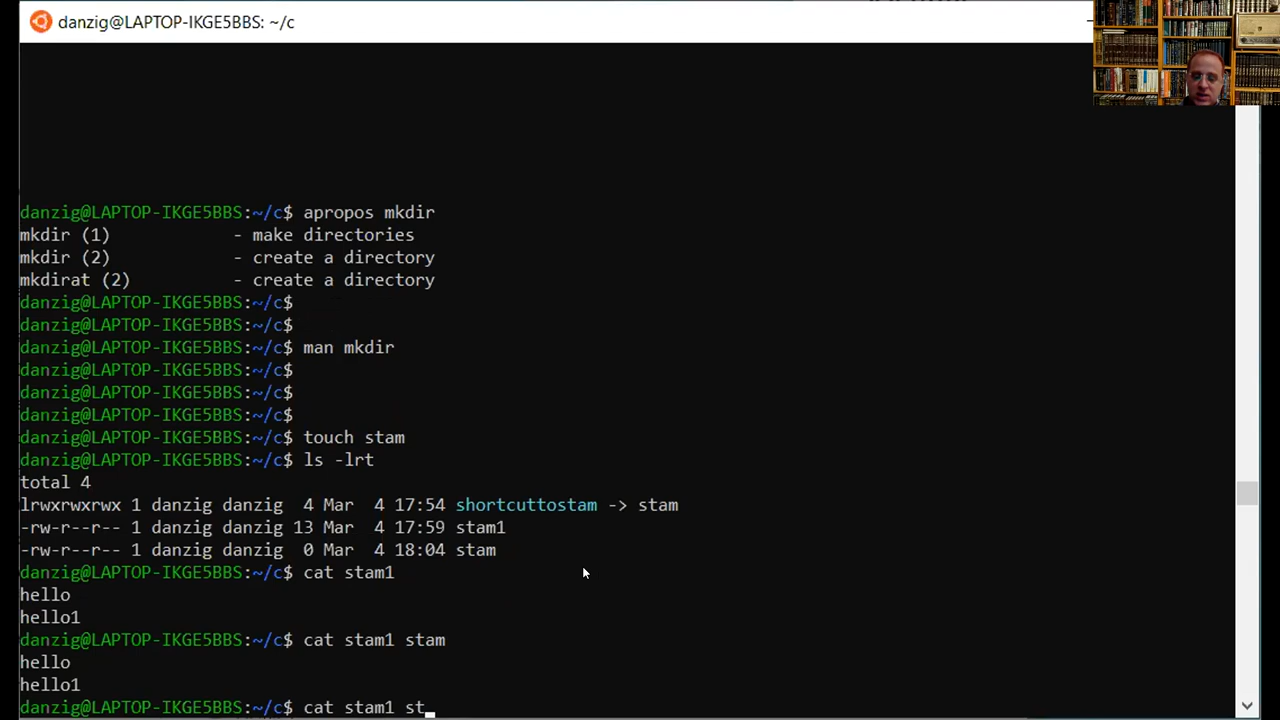 danzig@LAPTOP-IKGE5BBS: ~/c
danzig@LAPTOP-IKGE5BBS:~/c$ apropos mkdir
mkdir (1)            - make directories
mkdir (2)            - create a directory
mkdirat (2)          - create a directory
danzig@LAPTOP-IKGE5BBS:~/c$
danzig@LAPTOP-IKGE5BBS:~/c$
danzig@LAPTOP-IKGE5BBS:~/c$ man mkdir
danzig@LAPTOP-IKGE5BBS:~/c$
danzig@LAPTOP-IKGE5BBS:~/c$
danzig@LAPTOP-IKGE5BBS:~/c$
danzig@LAPTOP-IKGE5BBS:~/c$ touch stam
danzig@LAPTOP-IKGE5BBS:~/c$ ls -lrt
total 4
lrwxrwxrwx 1 danzig danzig  4 Mar  4 17:54 shortcuttostam -> stam
-rw-r--r-- 1 danzig danzig 13 Mar  4 17:59 stam1
-rw-r--r-- 1 danzig danzig  0 Mar  4 18:04 stam
danzig@LAPTOP-IKGE5BBS:~/c$ cat stam1
hello
hello1
danzig@LAPTOP-IKGE5BBS:~/c$ cat stam1 stam
hello
hello1
danzig@LAPTOP-IKGE5BBS:~/c$ cat stam1 st